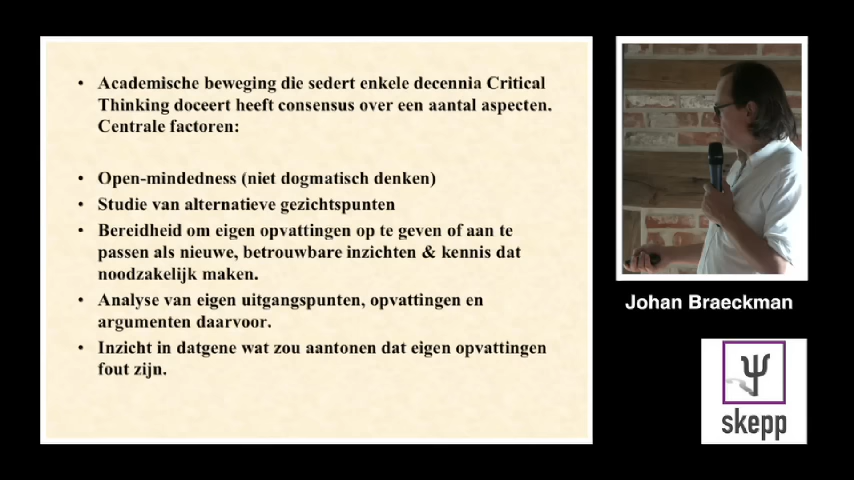 • Academische beweging die sedert enkele decennia Critical
Thinking doceert heeft consensus over een aantal aspecten.
Centrale factoren:
• Open-mindedness (niet dogmatisch denken)
• Studie van alternatieve gezichtspunten
• Bereidheid om eigen opvattingen op te geven of aan te
passen als nieuwe, betrouwbare inzichten & kennis dat
noodzakelijk maken.
• Analyse van eigen uitgangspunten, opvattingen en
argumenten daarvoor.
• Inzicht in datgene wat zou aantonen dat eigen opvattingen
fout zijn.
Johan Braeckman
Ψ
skepp